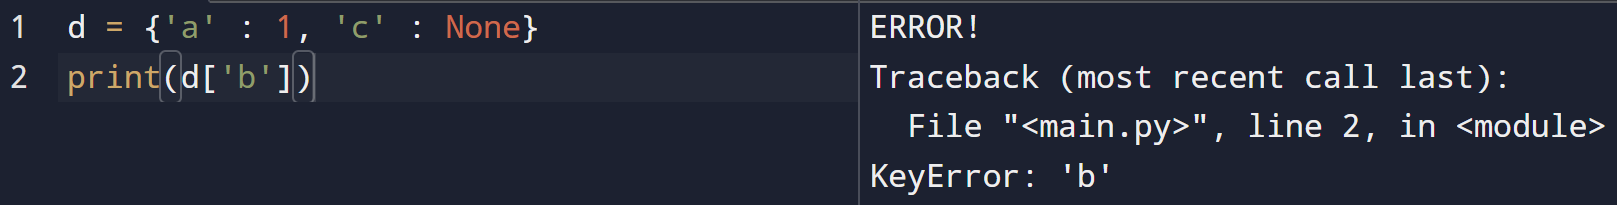 1 d = {'a' : 1, 'c' : None}
2 print(d['b'])
ERROR!
Traceback (most recent call last):
  File "<main.py>", line 2, in <module>
KeyError: 'b'